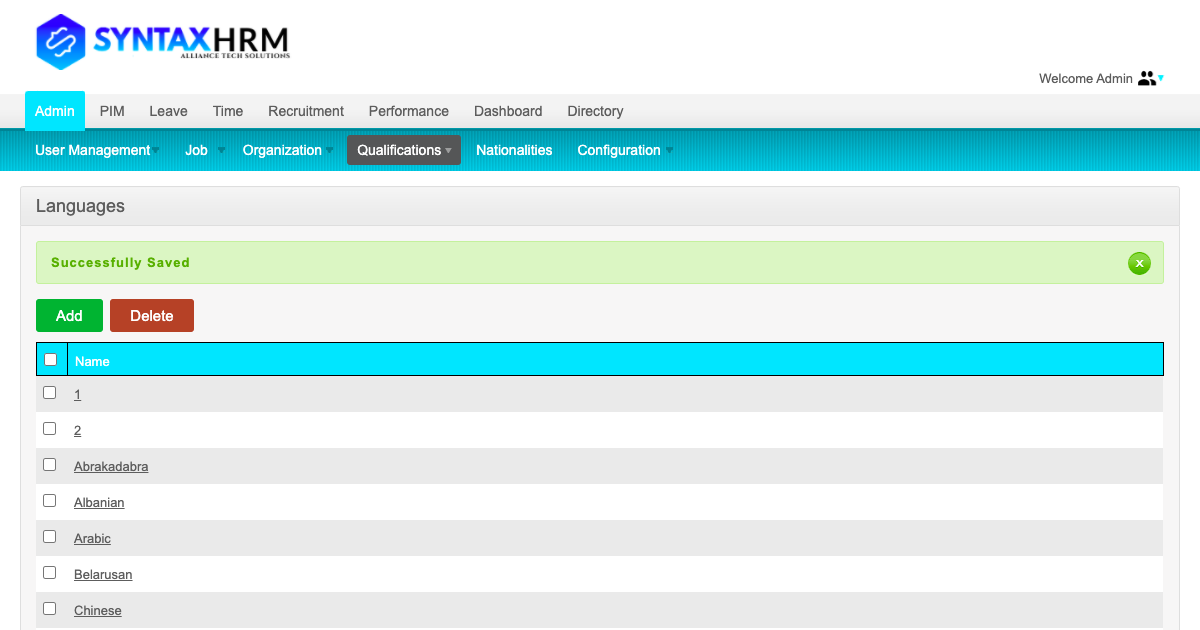 SYNTAXHRM
ALLIANCE TECH SOLUTIONS
Welcome Admin
Admin PIM Leave Time Recruitment Performance Dashboard Directory
User Management Job Organization Qualifications Nationalities Configuration
Languages
Successfully Saved
x
Add Delete
Name
1
2
Abrakadabra
Albanian
Arabic
Belarusan
Chinese